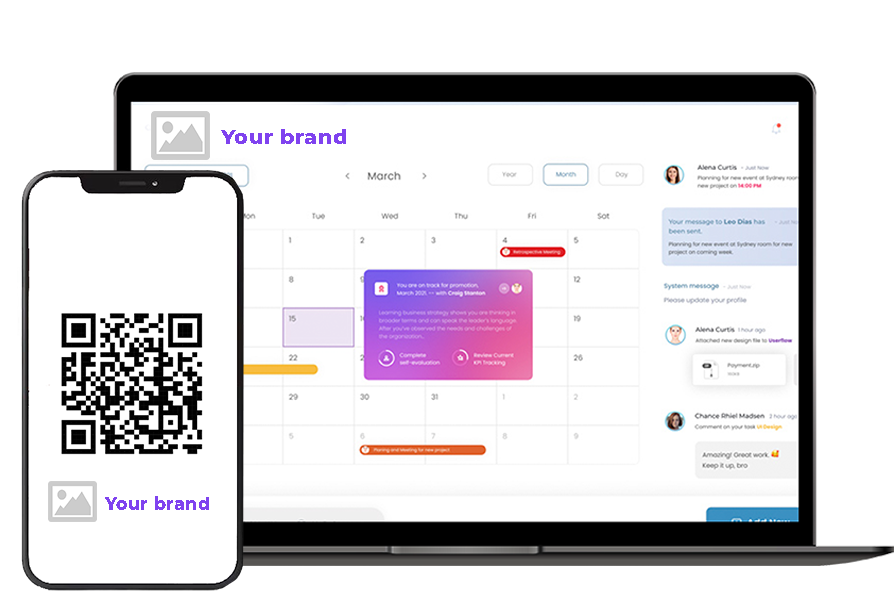 Your brand
March
Year
Month
Day
Mon
Tue
Wed
Thu
Fri
Sat
1
2
3
4
5
Retrospective Meeting
8
9
12
15
19
22
2
26
29
30
31
1
2
5
6
7
8
9
Planing and Meeting for new project
You are on track for promotion,
March 2021. -- with Craig Stanton
Learning business strategy shows you are thinking in
broader terms and can speak the leader's language.
After you've observed the needs and challenges of
the organization.
Complete
self-evaluation
Review Current
KPI Tracking
Alena Curtis Just Now
Planning for new event at Sydney room
new project on 14:00 PM
Your message to Leo Dias has Just No
been sent.
Planning for new event at Sydney room for new
project on coming week.
System message Just Now
Please update your profile
Alena Curtis 1 hour ago
Attached new design file to Userflow
Payment.zip
Chance Rhiel Madsen 2 hour ago
Comment on your task UI Design
Amazing! Great work. 🥰
Keep it up, bro
Add New
Your brand